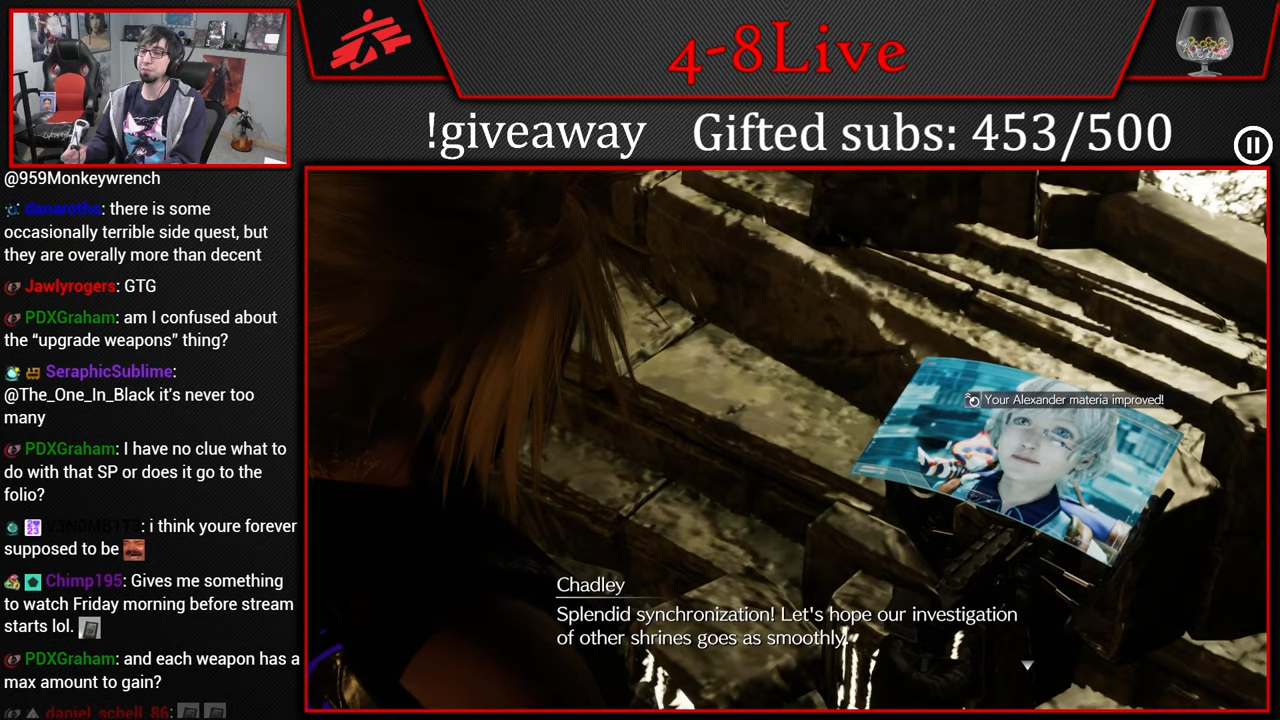 4-8Live
!giveaway
Gifted subs: 453/500
@959Monkeywrench
danarotho: there is some
occasionally terrible side quest, but
they are overally more than decent
Jawlyrogers: GTG
PDXGraham: am I confused about
the “upgrade weapons” thing?
SeraphicSublime:
@The_One_In_Black it's never too
many
PDXGraham: I have no clue what to
do with that SP or does it go to the
folio?
: i think youre forever
supposed to be
Chimp195: Gives me something
to watch Friday morning before stream
starts lol.
PDXGraham: and each weapon has a
max amount to gain?
daniel_schell_86:
Your Alexander materia improved!
Chadley
Splendid synchronization! Let's hope our investigation
of other shrines goes as smoothly.